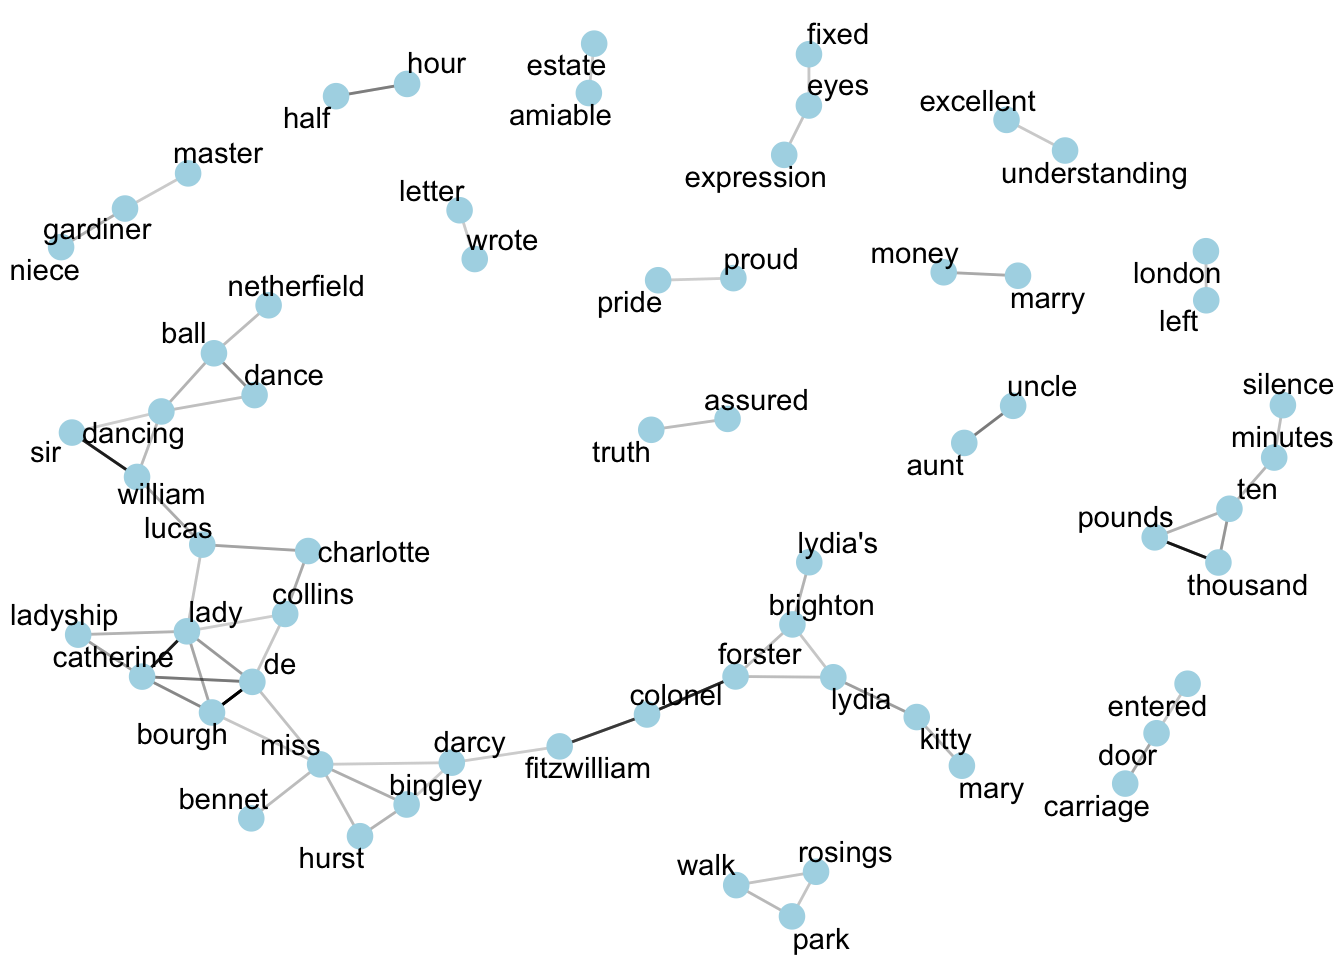 fixed
hour
estate
eyes
excellent
half
amiable
master
understanding
expression
letter
gardiner
wrote
money
proud
niece
london
netherfield
marry
pride
left
ball
dance
silence
uncle
assured
dancing
minutes
sir
truth
aunt
ten
william
pounds
lucas
lydia's
charlotte
thousand
collins
brighton
ladyship
lady
forster
catherine
de
colonel
lydia
entered
bourgh
miss
darcy
kitty
door
fitzwilliam
bingley
mary
bennet
carriage
rosings
hurst
walk
park